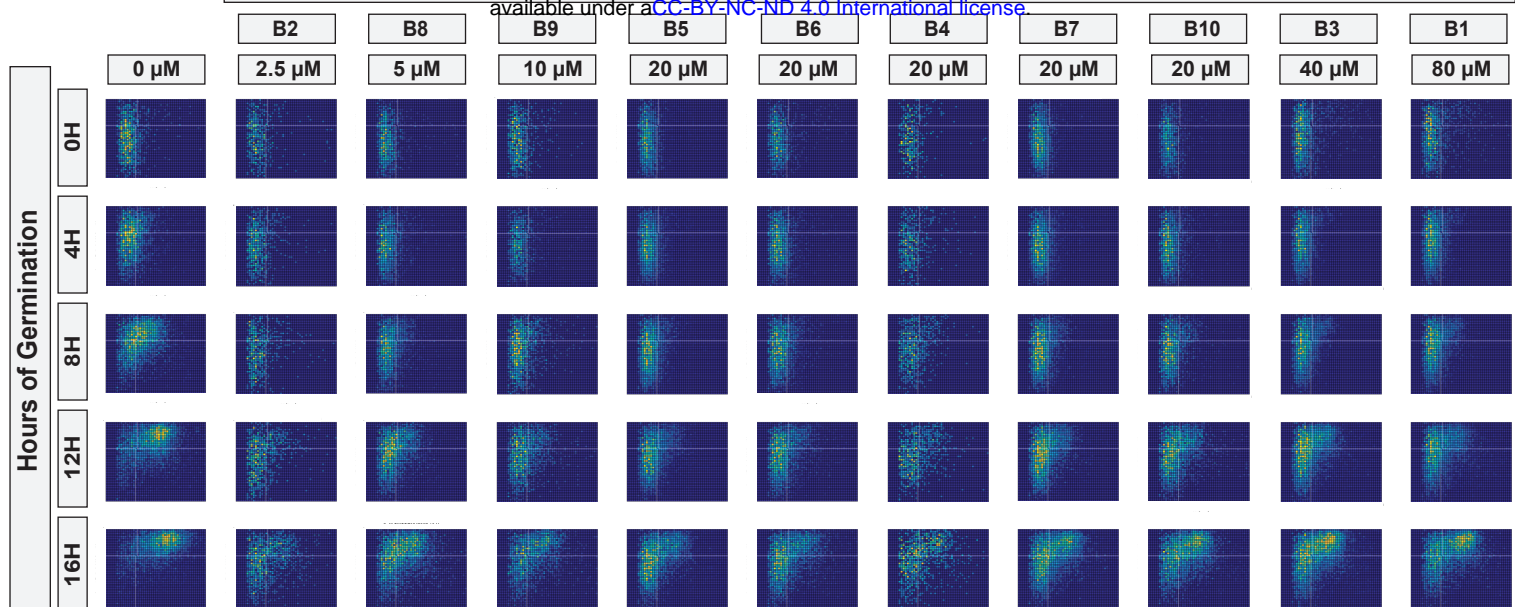 available under aCC-BY-NC-ND 4.0 International license.
B2 B8 B9 B5 B6 B4 B7 B10 B3 B1
0 µM 2.5 µM 5 µM 10 µM 20 µM 20 µM 20 µM 20 µM 20 µM 40 µM 80 µM
Hours of Germination
0H
4H
8H
12H
16H